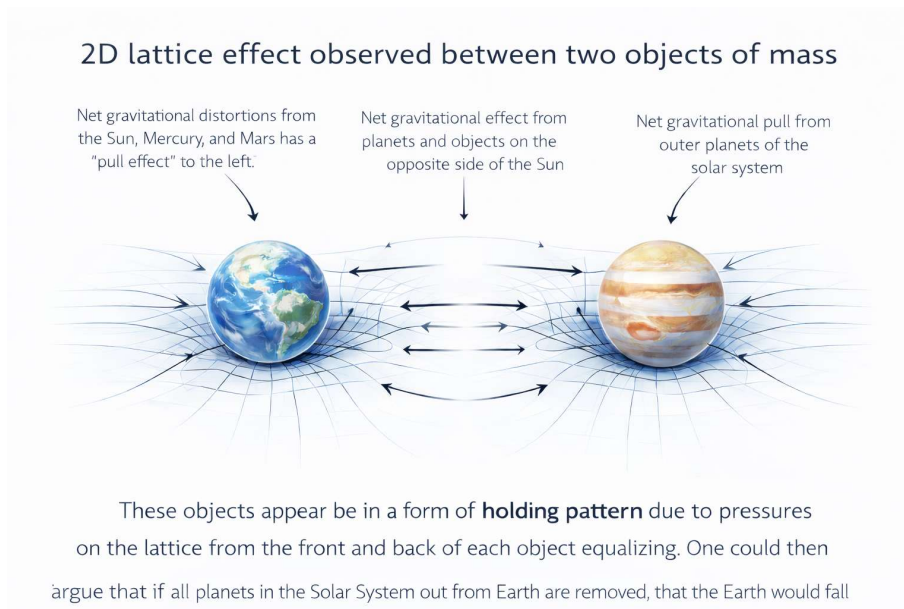 2D lattice effect observed between two objects of mass
Net gravitational distortions from
the Sun, Mercury, and Mars has a
"pull effect" to the left.
Net gravitational effect from
planets and objects on the
opposite side of the Sun
Net gravitational pull from
outer planets of the
solar system
These objects appear be in a form of holding pattern due to pressures
on the lattice from the front and back of each object equalizing. One could then
argue that if all planets in the Solar System out from Earth are removed, that the Earth would fall